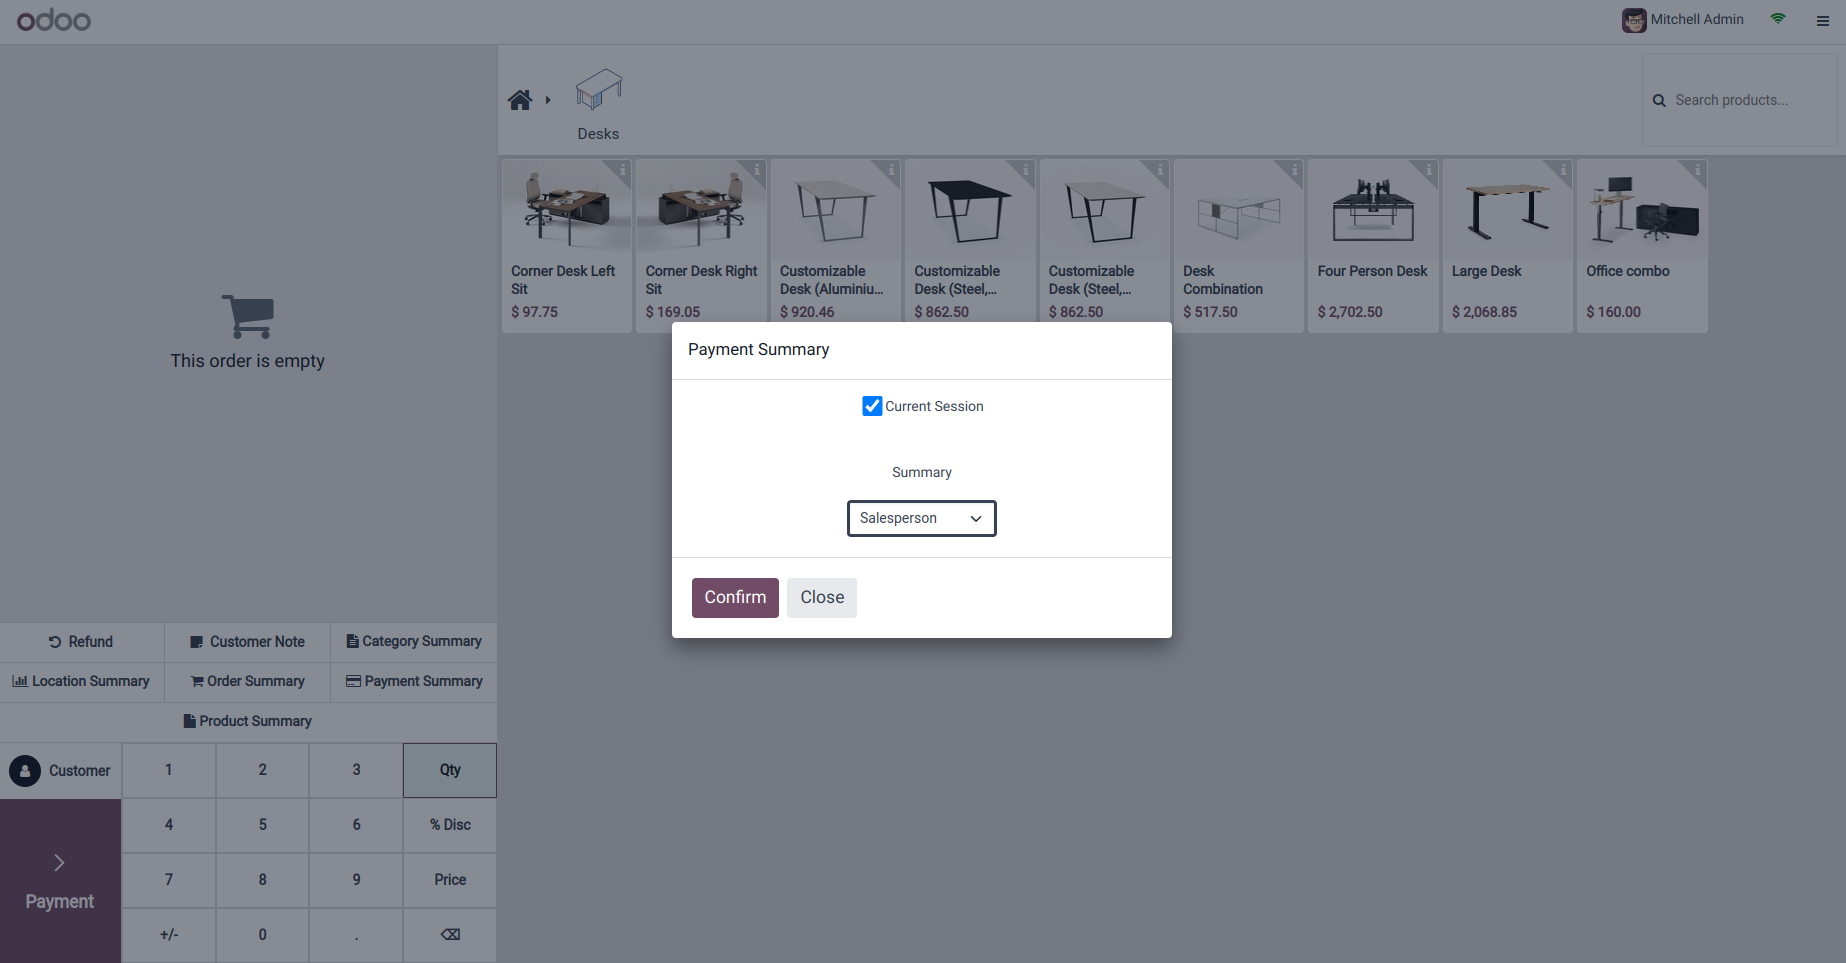 odoo
Mitchell Admin
Desks
Search products...
Corner Desk Left
Sit
$ 97.75
Corner Desk Right
Sit
$ 169.05
Customizable
Desk (Aluminiu...
$ 920.46
Customizable
Desk (Steel,...
$ 862.50
Customizable
Desk (Steel,...
$ 862.50
Desk
Combination
$ 517.50
Four Person Desk
$ 2,702.50
Large Desk
$ 2,068.85
Office combo
$ 160.00
This order is empty
Payment Summary
Current Session
Summary
Salesperson
Confirm
Close
Refund
Customer Note
Category Summary
Location Summary
Order Summary
Payment Summary
Product Summary
Customer
1
2
3
Qty
4
5
6
% Disc
7
8
9
Price
Payment
+/-
0
.
⌫